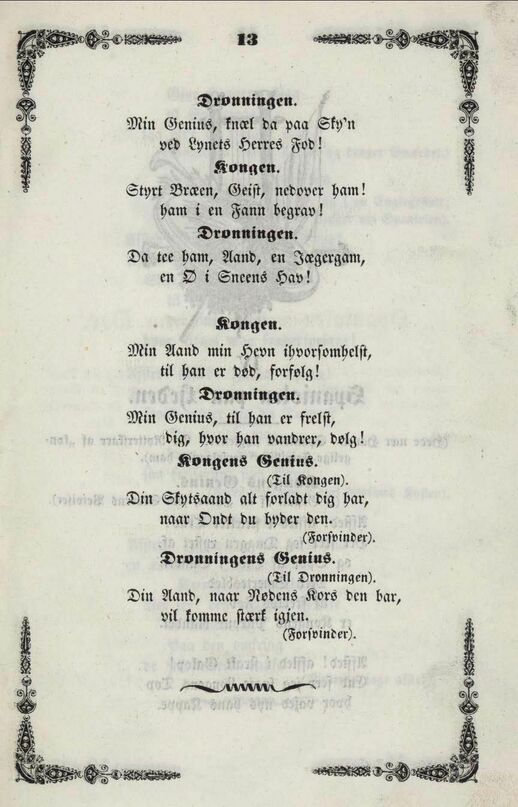 13
Dronningen.
Min Genius, knæl da paa Sky'n
ved Lynets Herres Fod!
Kongen.
Styrt Bræen, Geist, nedover ham!
ham i en Fann begrav!
Dronningen.
Da tee ham, Aand, en Jægergam,
en Ø i Sneens Hav!
Kongen.
Min Aand min Hevn ihvorsomhelst,
til han er død, forfølg!
Dronningen.
Min Genius, til han er frelst,
dig, hvor han vandrer, dølg!
Kongens Genius.
(Til Kongen).
Din Skytsaand alt forladt dig har,
naar Ondt du byder den.
(Forsvinder).
Dronningens Genius.
(Til Dronningen).
Din Aand, naar Nødens Kors den bar,
vil komme stærk igjen.
(Forsvinder).